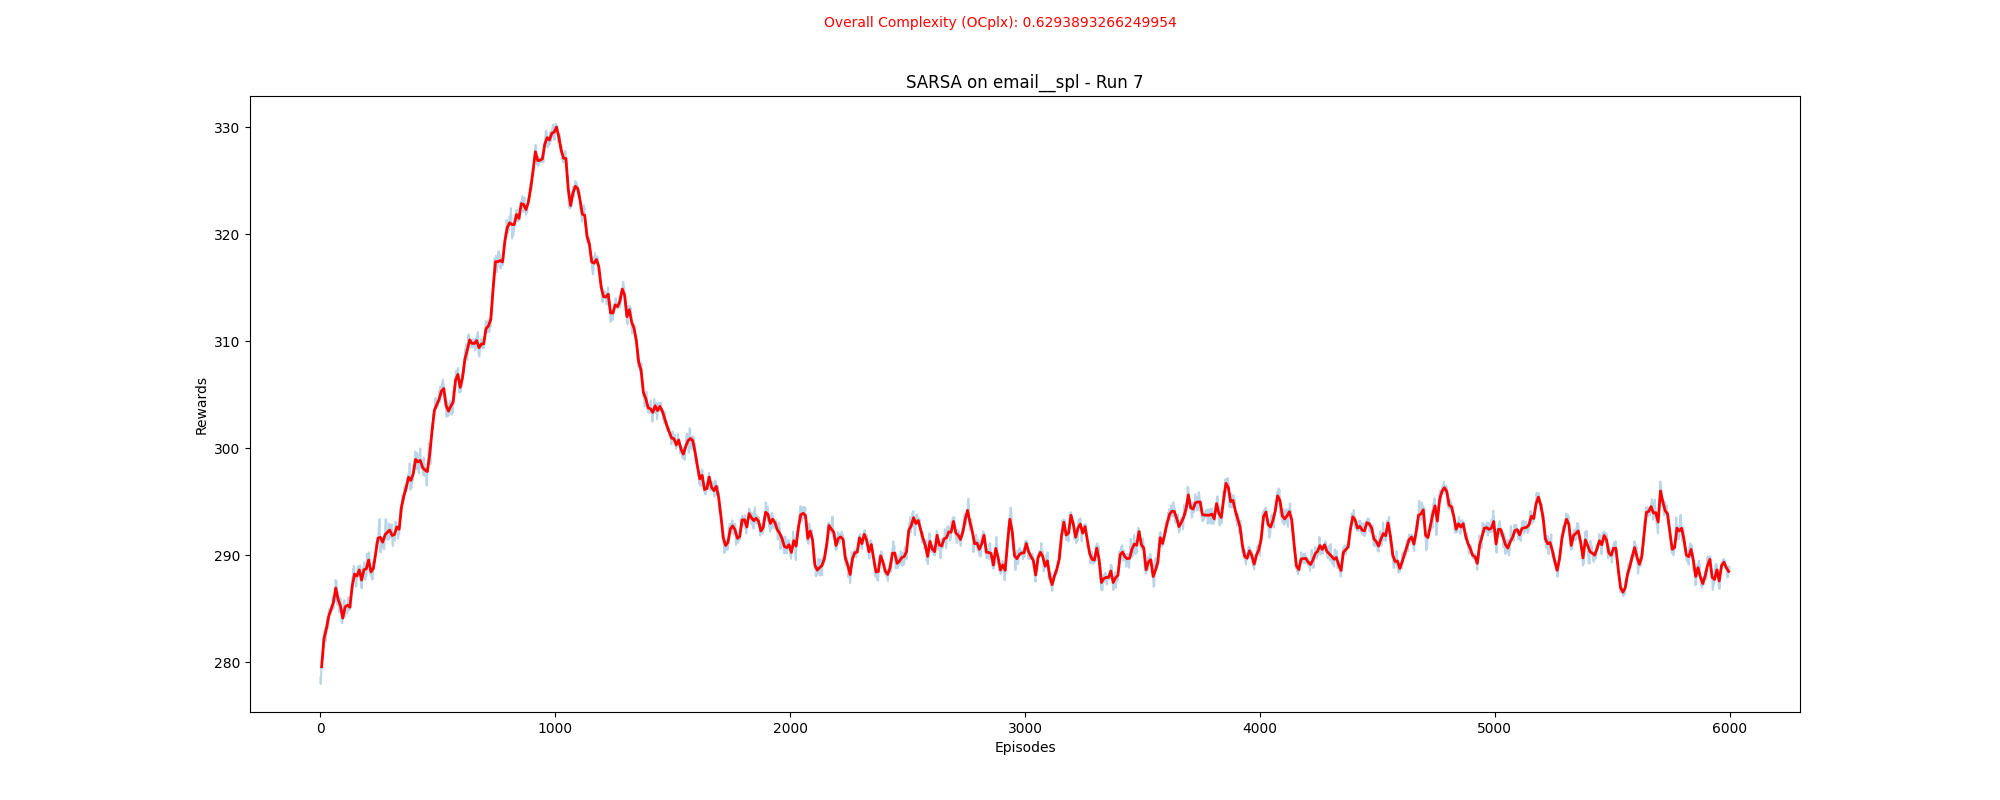 Overall Complexity (OCplx): 0.6293893266249954
SARSA on email__spl - Run 7
330
320
310
300
290
280
Rewards
0 1000 2000 3000 4000 5000 6000
Episodes